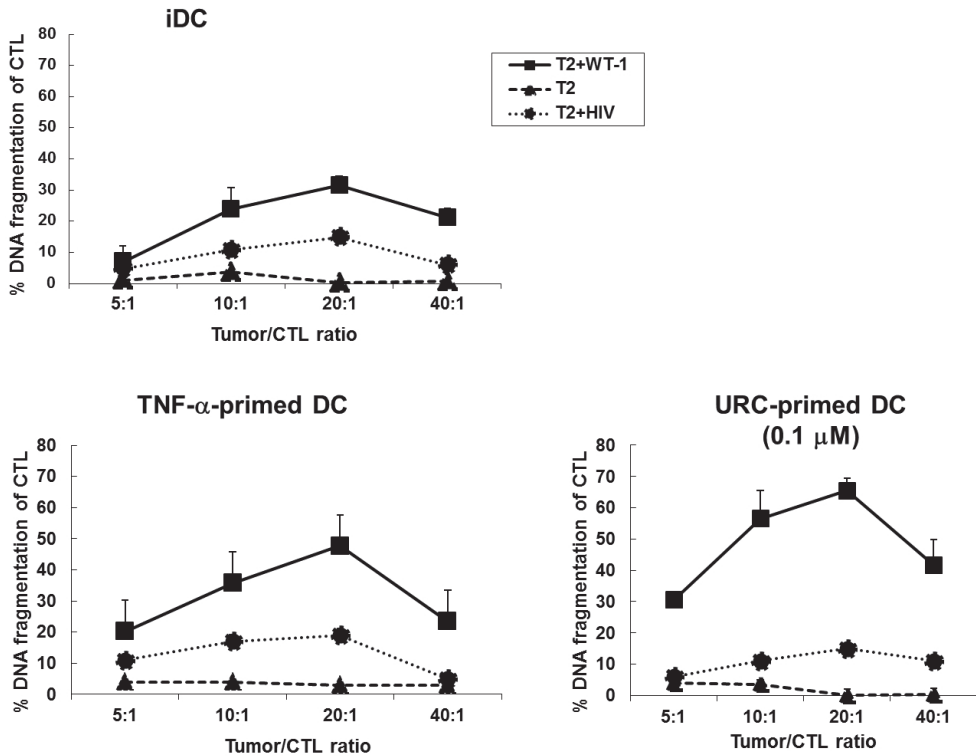 iDC
80
70
60
50
40
30
20
10
0
% DNA fragmentation of CTL
5:1 10:1 20:1 40:1
Tumor/CTL ratio
T2+WT-1
T2
T2+HIV
TNF-α-primed DC
80
70
60
50
40
30
20
10
0
% DNA fragmentation of CTL
5:1 10:1 20:1 40:1
Tumor/CTL ratio
URC-primed DC
(0.1 μM)
80
70
60
50
40
30
20
10
0
% DNA fragmentation of CTL
5:1 10:1 20:1 40:1
Tumor/CTL ratio